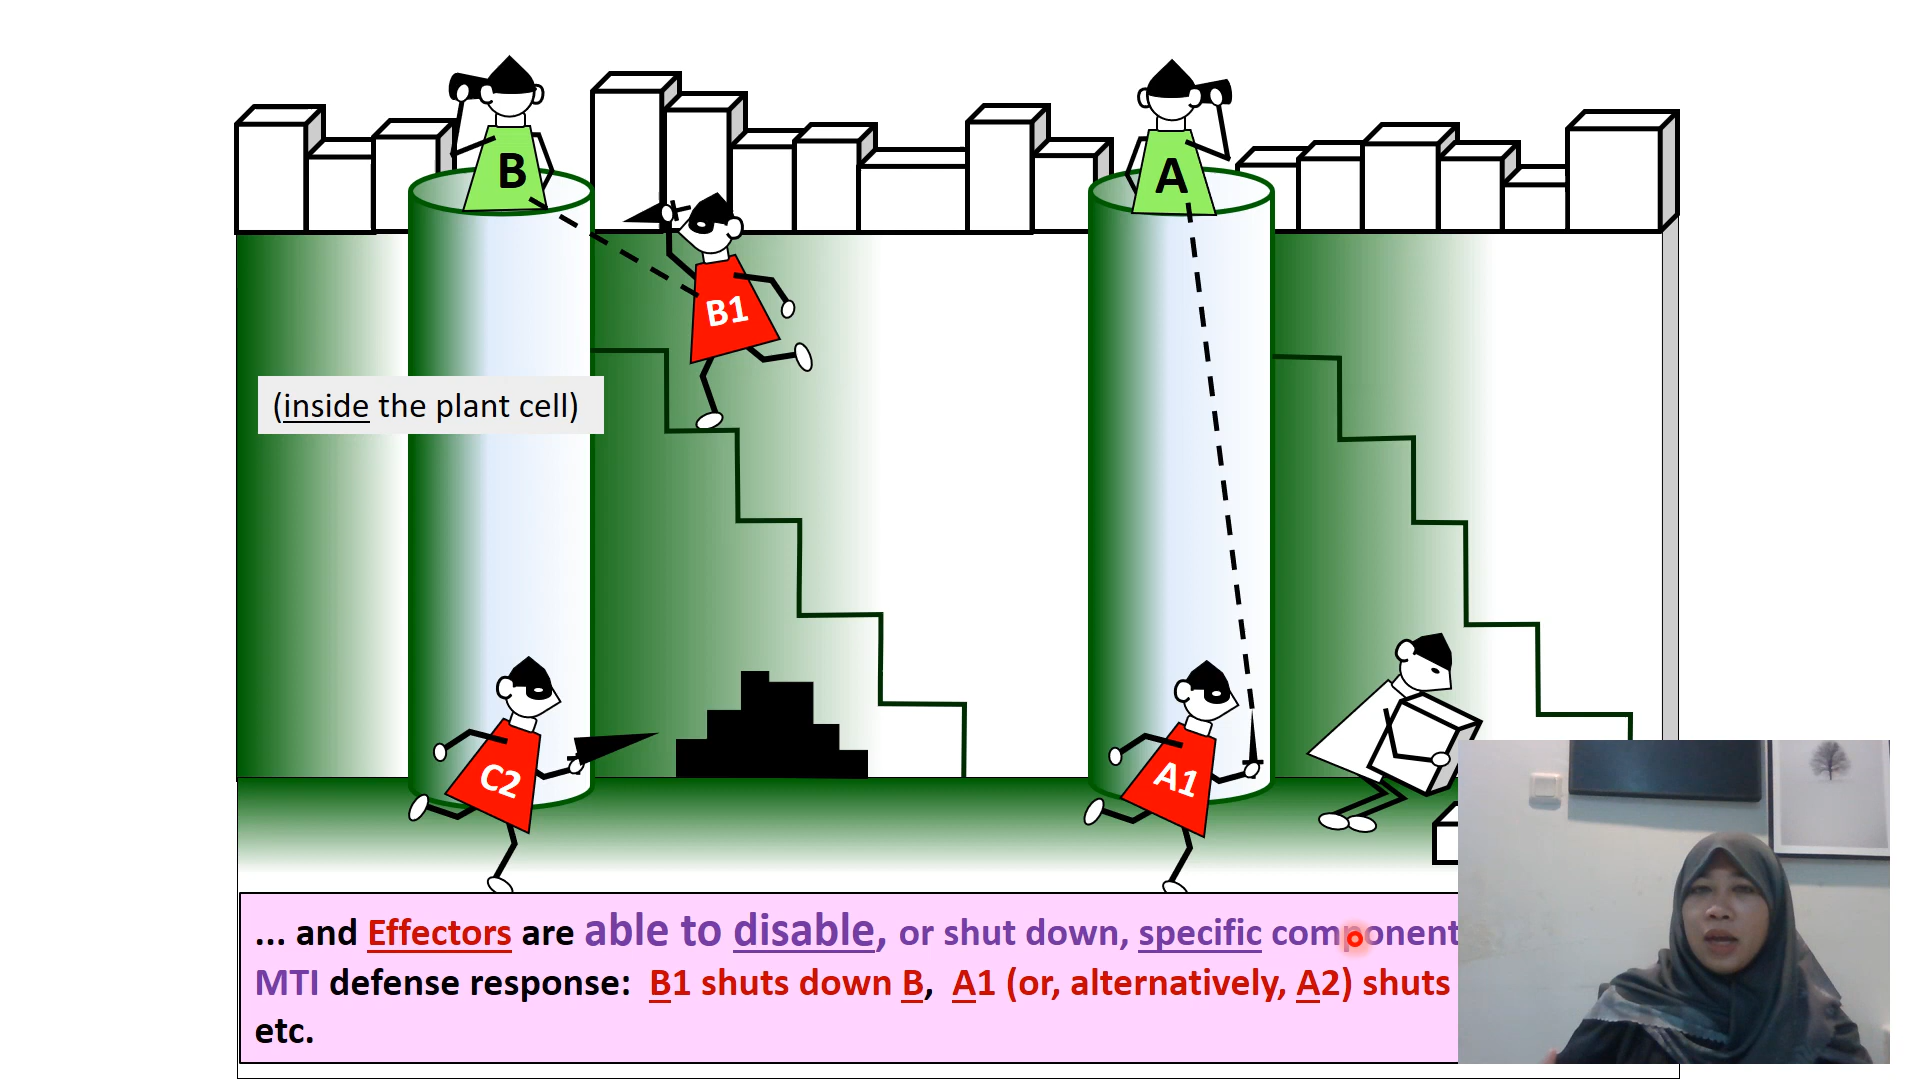 B
A
B1
(inside the plant cell)
C2
A1
... and Effectors are able to disable, or shut down, specific component
MTI defense response: B1 shuts down B, A1 (or, alternatively, A2) shuts
etc.